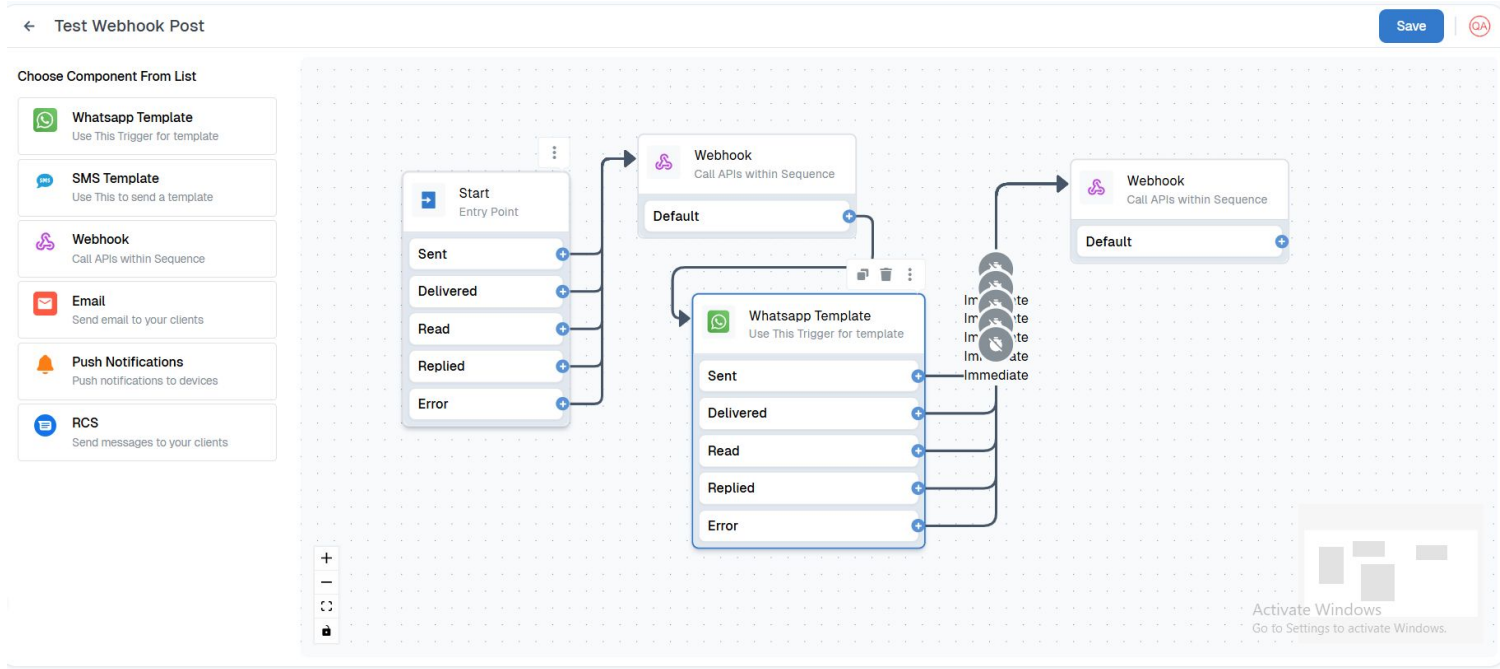 Test Webhook Post
Save
QA
Choose Component From List
Whatsapp Template
Use This Trigger for template
SMS
SMS Template
Use This to send a template
Webhook
Call APIs within Sequence
Email
Send email to your clients
Push Notifications
Push notifications to devices
RCS
Send messages to your clients
Start
Entry Point
Sent
Delivered
Read
Replied
Error
Webhook
Call APIs within Sequence
Default
Whatsapp Template
Use This Trigger for template
Sent
Delivered
Read
Replied
Error
Immediate
Webhook
Call APIs within Sequence
Default
Activate Windows
Go to Settings to activate Windows.